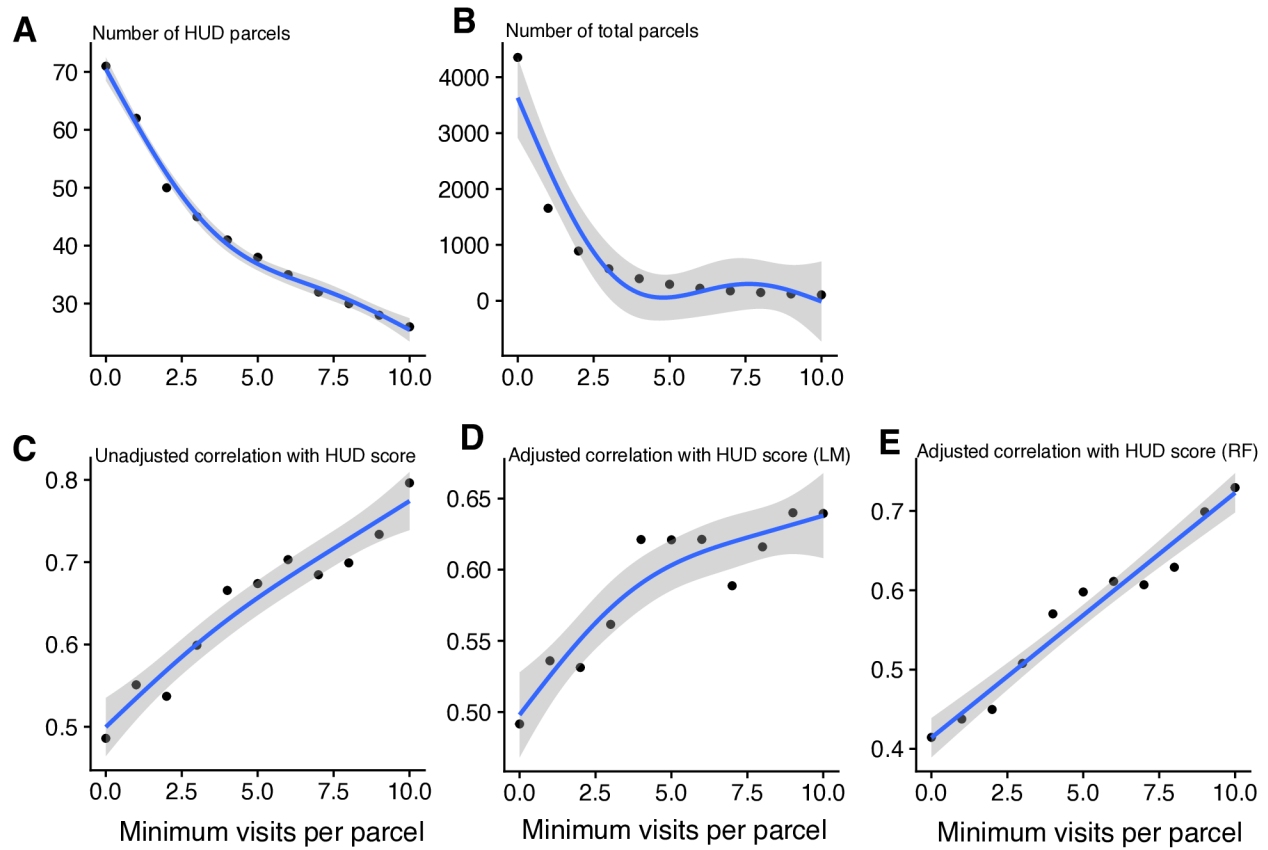 A
Number of HUD parcels
70
60
50
40
30
0.0 2.5 5.0 7.5 10.0
B
Number of total parcels
4000
3000
2000
1000
0
0.0 2.5 5.0 7.5 10.0
C
Unadjusted correlation with HUD score
0.8
0.7
0.6
0.5
0.0 2.5 5.0 7.5 10.0
Minimum visits per parcel
D
Adjusted correlation with HUD score (LM)
0.65
0.60
0.55
0.50
0.0 2.5 5.0 7.5 10.0
Minimum visits per parcel
E
Adjusted correlation with HUD score (RF)
0.7
0.6
0.5
0.4
0.0 2.5 5.0 7.5 10.0
Minimum visits per parcel